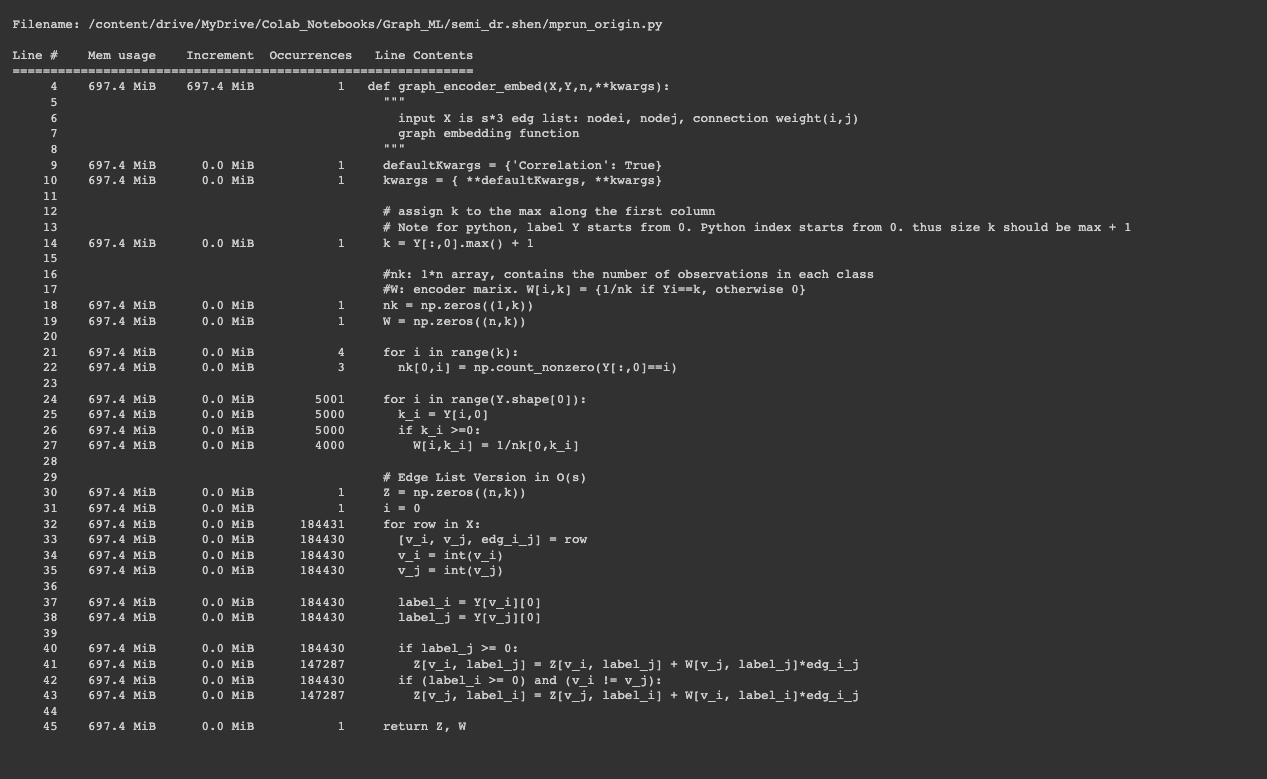 Filename: /content/drive/MyDrive/Colab_Notebooks/Graph_ML/semi_dr.shen/mprun_origin.py

Line #    Mem usage    Increment  Occurrences   Line Contents
=============================================================
     4    697.4 MiB    697.4 MiB           1   def graph_encoder_embed(X,Y,n,**kwargs):
     5                                           """
     6                                             input X is s*3 edg list: nodei, nodej, connection weight(i,j)
     7                                             graph embedding function
     8                                           """
     9    697.4 MiB      0.0 MiB           1     defaultKwargs = {'Correlation': True}
    10    697.4 MiB      0.0 MiB           1     kwargs = { **defaultKwargs, **kwargs}
    11
    12                                           # assign k to the max along the first column
    13                                           # Note for python, label Y starts from 0. Python index starts from 0. thus size k should be max + 1
    14    697.4 MiB      0.0 MiB           1     k = Y[:,0].max() + 1
    15
    16                                           #nk: 1*n array, contains the number of observations in each class
    17                                           #W: encoder marix. W[i,k] = {1/nk if Yi==k, otherwise 0}
    18    697.4 MiB      0.0 MiB           1     nk = np.zeros((1,k))
    19    697.4 MiB      0.0 MiB           1     W = np.zeros((n,k))
    20
    21    697.4 MiB      0.0 MiB           4     for i in range(k):
    22    697.4 MiB      0.0 MiB           3       nk[0,i] = np.count_nonzero(Y[:,0]==i)
    23
    24    697.4 MiB      0.0 MiB        5001     for i in range(Y.shape[0]):
    25    697.4 MiB      0.0 MiB        5000       k_i = Y[i,0]
    26    697.4 MiB      0.0 MiB        5000       if k_i >=0:
    27    697.4 MiB      0.0 MiB        4000         W[i,k_i] = 1/nk[0,k_i]
    28
    29                                           # Edge List Version in O(s)
    30    697.4 MiB      0.0 MiB           1     Z = np.zeros((n,k))
    31    697.4 MiB      0.0 MiB           1     i = 0
    32    697.4 MiB      0.0 MiB      184431     for row in X:
    33    697.4 MiB      0.0 MiB      184430       [v_i, v_j, edg_i_j] = row
    34    697.4 MiB      0.0 MiB      184430       v_i = int(v_i)
    35    697.4 MiB      0.0 MiB      184430       v_j = int(v_j)
    36
    37    697.4 MiB      0.0 MiB      184430       label_i = Y[v_i][0]
    38    697.4 MiB      0.0 MiB      184430       label_j = Y[v_j][0]
    39
    40    697.4 MiB      0.0 MiB      184430       if label_j >= 0:
    41    697.4 MiB      0.0 MiB      147287         Z[v_i, label_j] = Z[v_i, label_j] + W[v_j, label_j]*edg_i_j
    42    697.4 MiB      0.0 MiB      184430       if (label_i >= 0) and (v_i != v_j):
    43    697.4 MiB      0.0 MiB      147287         Z[v_j, label_i] = Z[v_j, label_i] + W[v_i, label_i]*edg_i_j
    44
    45    697.4 MiB      0.0 MiB           1     return Z, W